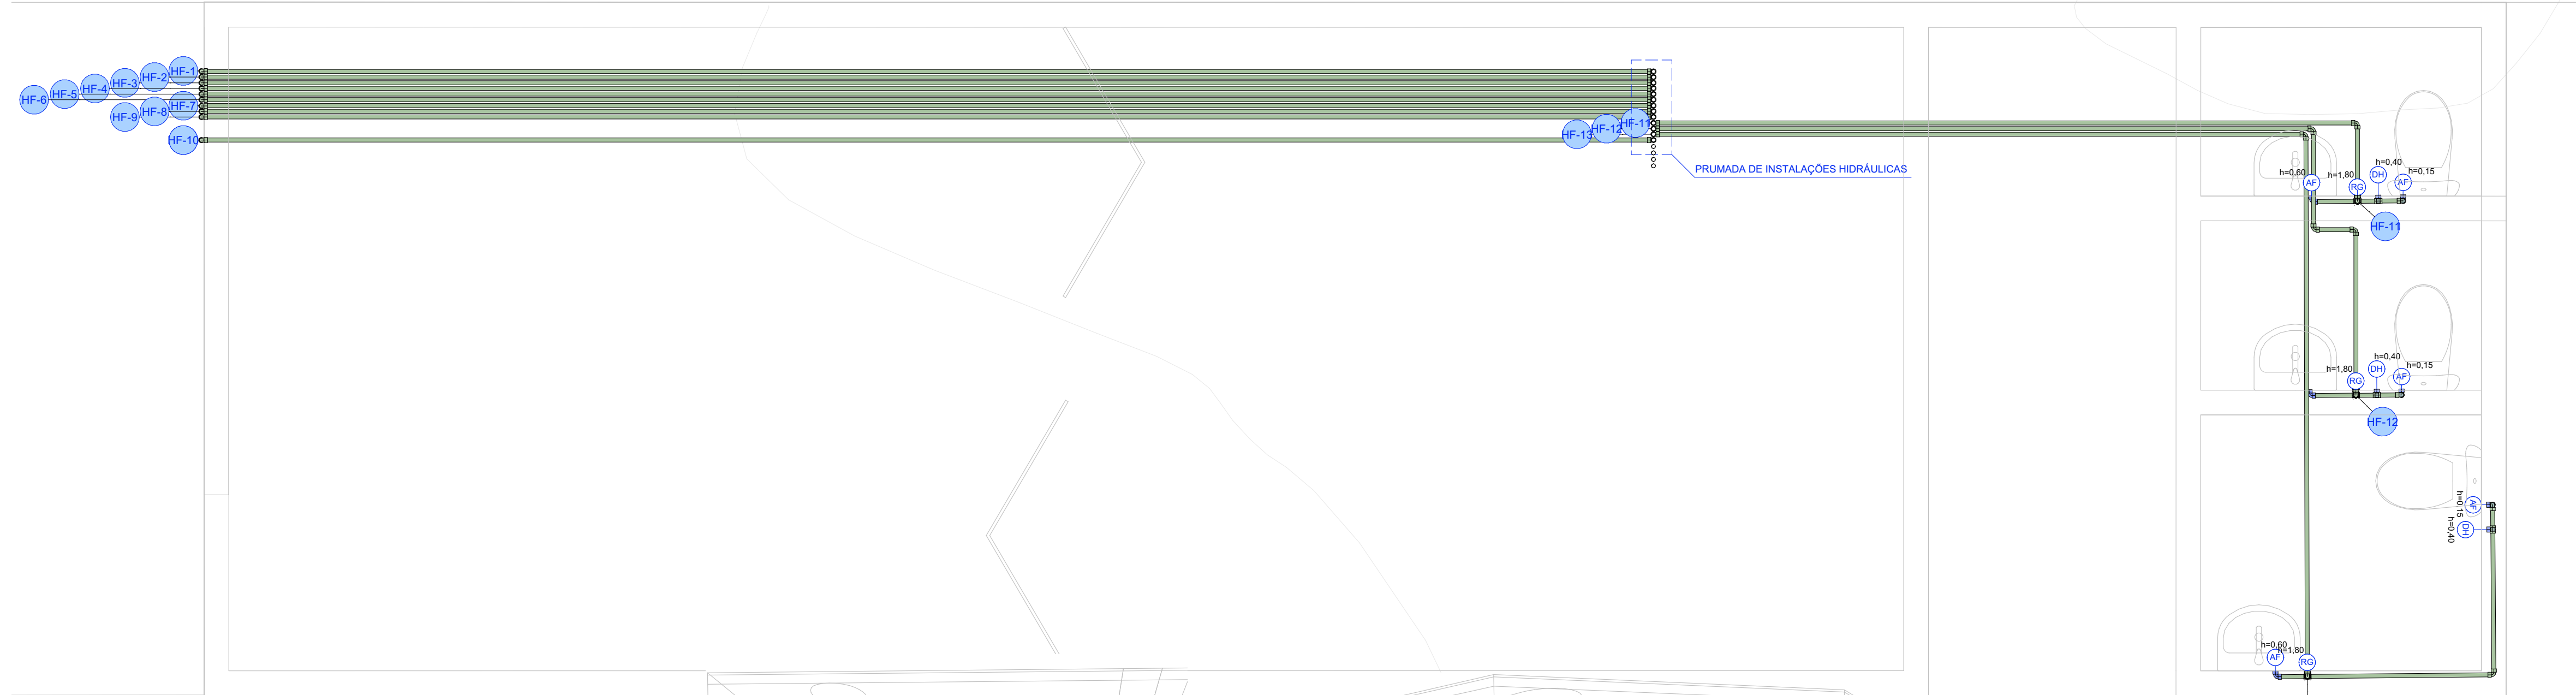 HF-1
HF-2
HF-3
HF-4
HF-5
HF-6
HF-7
HF-8
HF-9
HF-10
HF-11
HF-12
HF-13
PRUMADA DE INSTALAÇÕES HIDRÁULICAS
h=0,60
AF
h=1,80
RG
h=0,40
DH
h=0,15
AF
HF-11
h=1,80
RG
h=0,40
DH
h=0,15
AF
HF-12
h=0,15
AF
DH
h=0,40
h=0,60
AF
h=1,80
RG